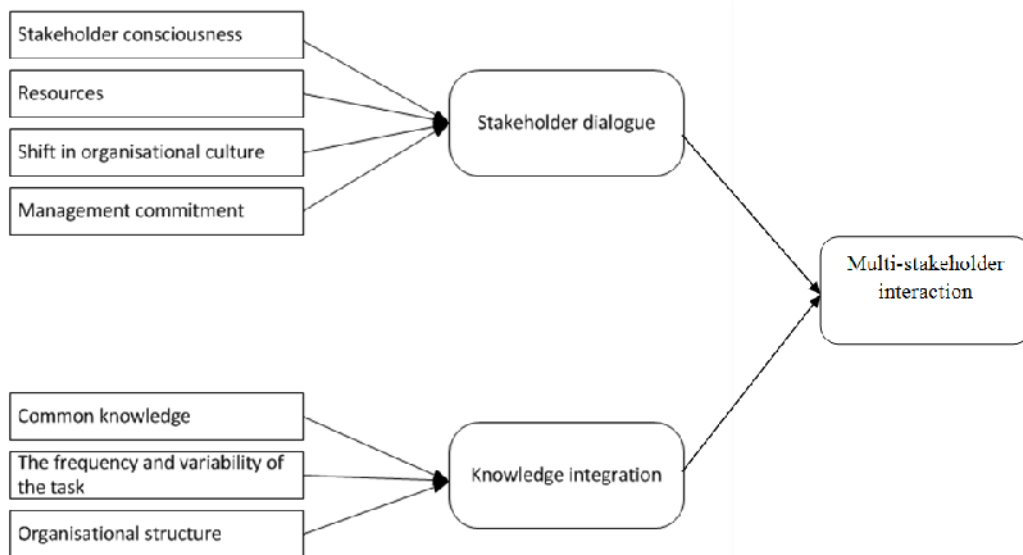 Stakeholder consciousness
Resources
Shift in organisational culture
Management commitment
Stakeholder dialogue
Multi-stakeholder
interaction
Common knowledge
The frequency and variability of
the task
Organisational structure
Knowledge integration